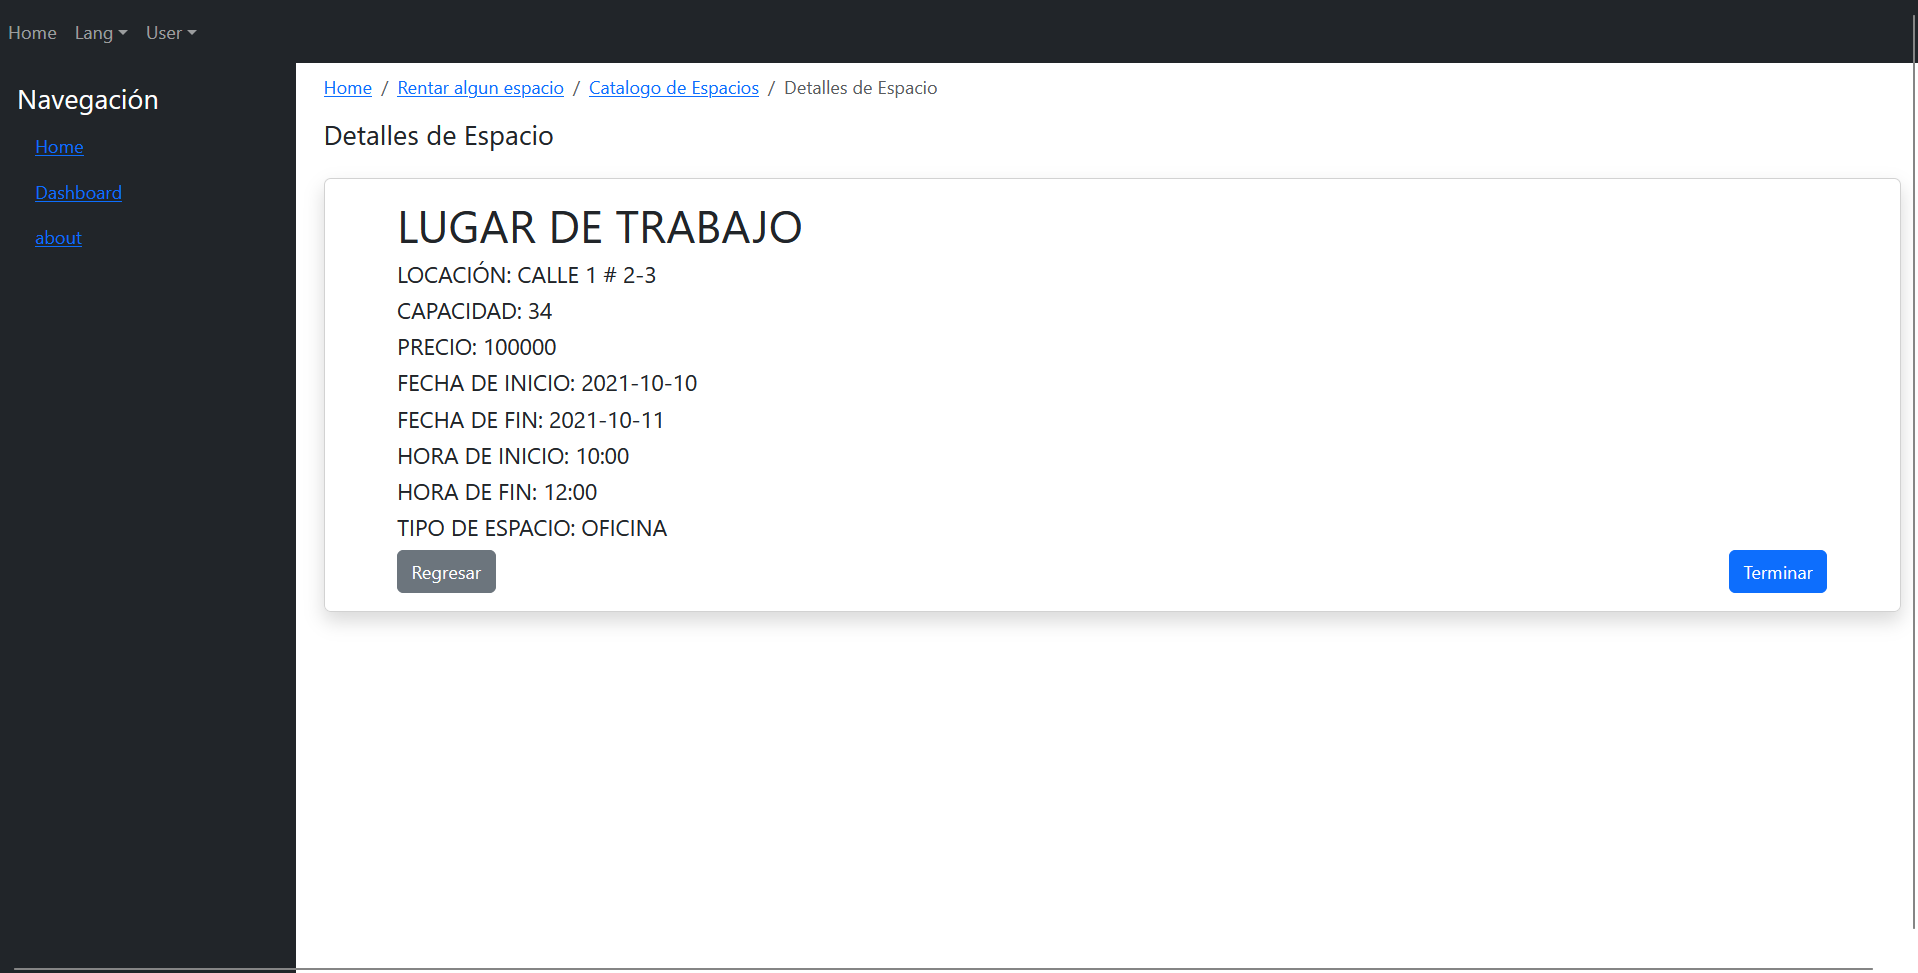 Home Lang User
Navegación
Home
Dashboard
about
Home / Rentar algun espacio / Catalogo de Espacios / Detalles de Espacio
Detalles de Espacio
LUGAR DE TRABAJO
LOCACIÓN: CALLE 1 # 2-3
CAPACIDAD: 34
PRECIO: 100000
FECHA DE INICIO: 2021-10-10
FECHA DE FIN: 2021-10-11
HORA DE INICIO: 10:00
HORA DE FIN: 12:00
TIPO DE ESPACIO: OFICINA
Regresar Terminar